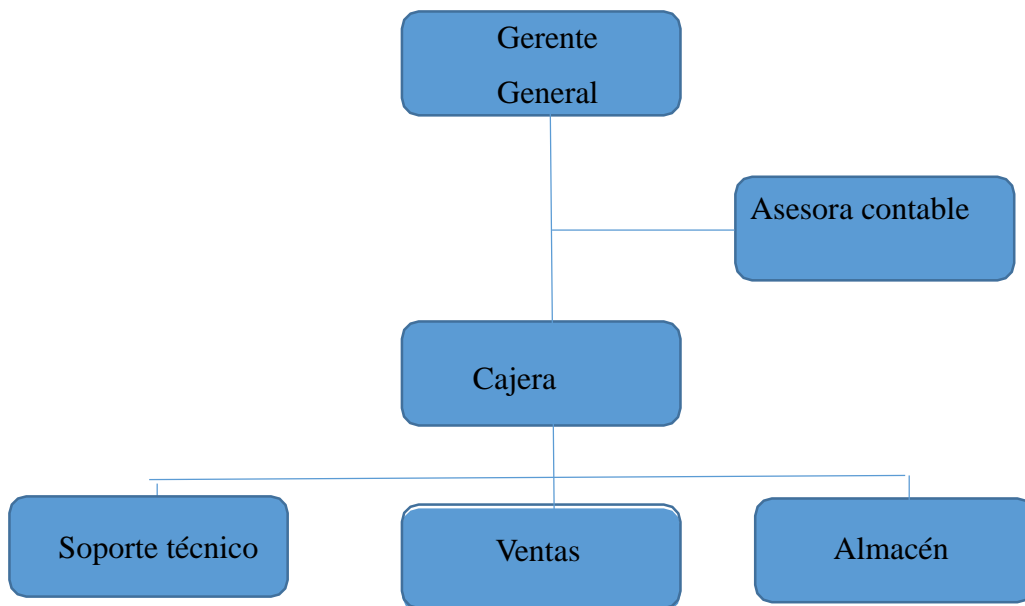 Gerente
General
Asesora contable
Cajera
Soporte técnico
Ventas
Almacén